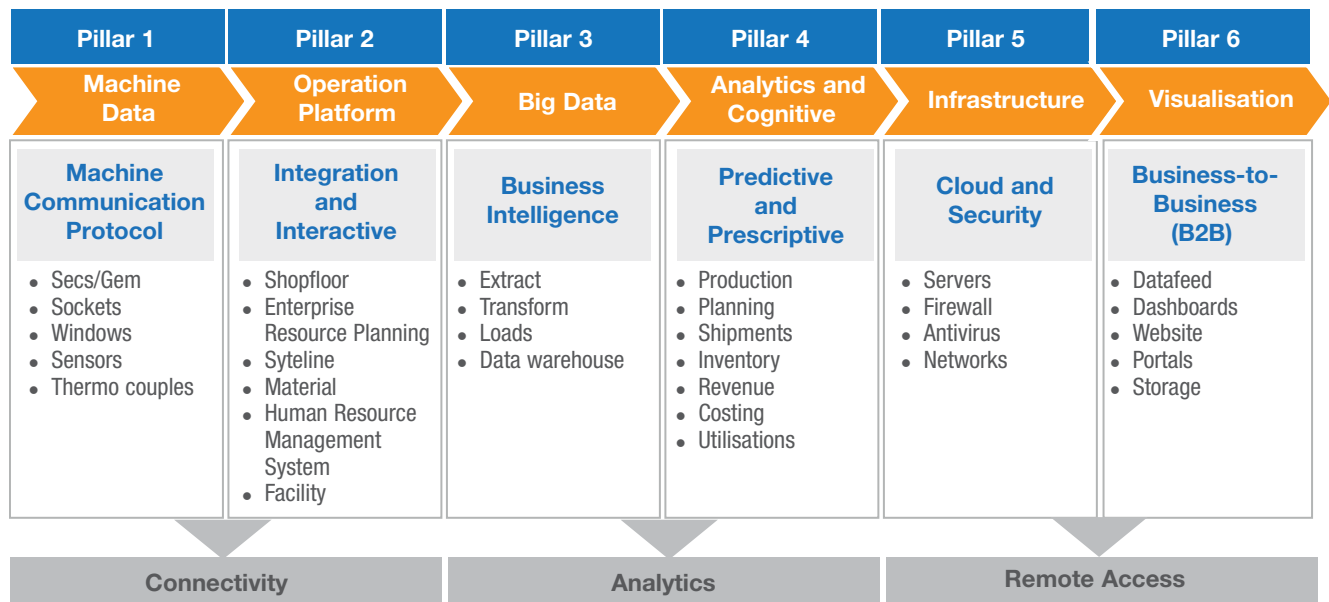 Pillar 1
Pillar 2
Pillar 3
Pillar 4
Pillar 5
Pillar 6
Machine
Data
Operation
Platform
Big Data
Analytics and
Cognitive
Infrastructure
Visualisation
Machine
Communication
Protocol
• Secs/Gem
• Sockets
• Windows
• Sensors
• Thermo couples
Integration
and
Interactive
• Shopfloor
• Enterprise
Resource Planning
• Syteline
• Material
• Human Resource
Management
System
• Facility
Business
Intelligence
• Extract
• Transform
• Loads
• Data warehouse
Predictive
and
Prescriptive
• Production
• Planning
• Shipments
• Inventory
• Revenue
• Costing
• Utilisations
Cloud and
Security
• Servers
• Firewall
• Antivirus
• Networks
Business-to-
Business
(B2B)
• Datafeed
• Dashboards
• Website
• Portals
• Storage
Connectivity
Analytics
Remote Access